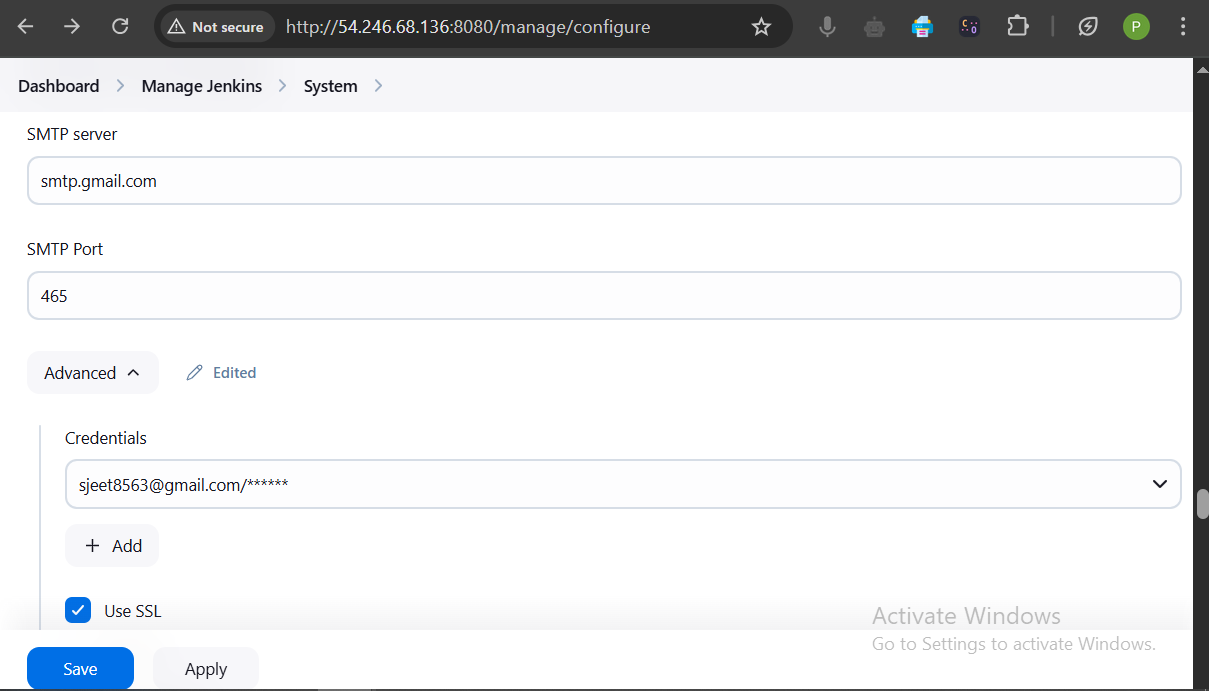 Not secure http://54.246.68.136:8080/manage/configure P
Dashboard Manage Jenkins System
SMTP server
smtp.gmail.com
SMTP Port
465
Advanced Edited
Credentials
sjeet8563@gmail.com/******
+ Add
Use SSL
Activate Windows
Go to Settings to activate Windows.
Save Apply